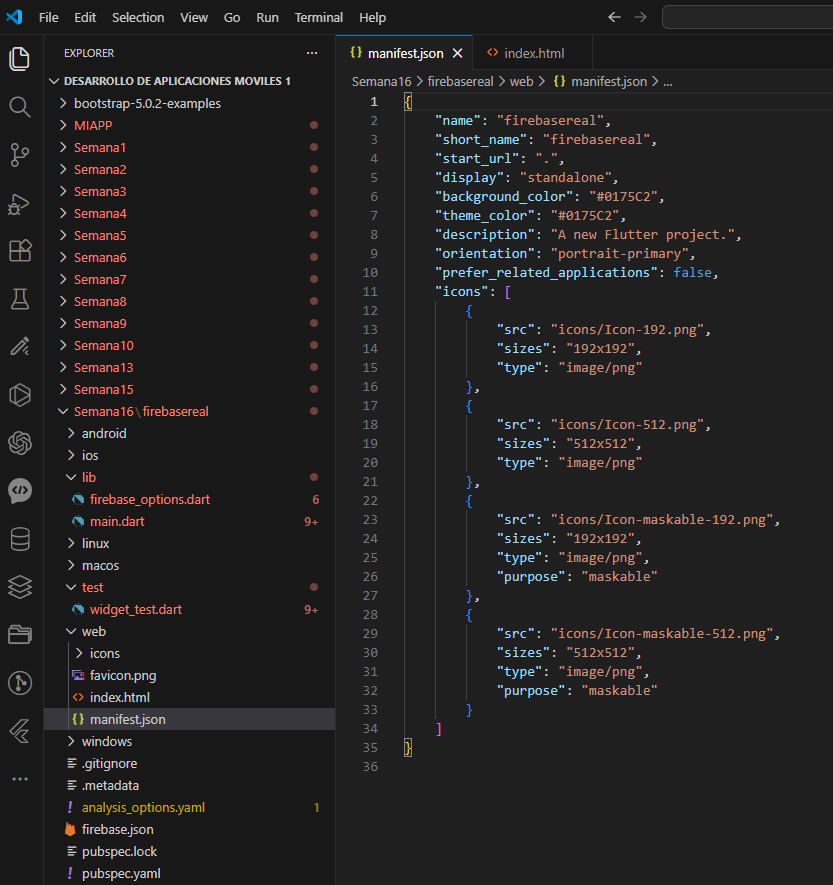 File Edit Selection View Go Run Terminal Help
EXPLORER
DESARROLLO DE APLICACIONES MOVILES 1
bootstrap-5.0.2-examples
MIAPP
Semana1
Semana2
Semana3
Semana4
Semana5
Semana6
Semana7
Semana8
Semana9
Semana10
Semana13
Semana15
Semana16\firebasereal
android
ios
lib
firebase_options.dart 6
main.dart 9+
linux
macos
test
widget_test.dart 9+
web
icons
favicon.png
index.html
manifest.json
windows
.gitignore
.metadata
analysis_options.yaml 1
firebase.json
pubspec.lock
pubspec.yaml
manifest.json index.html
Semana16 > firebasereal > web > {} manifest.json > ...
1 {
2 "name": "firebasereal",
3 "short_name": "firebasereal",
4 "start_url": ".",
5 "display": "standalone",
6 "background_color": "#0175C2",
7 "theme_color": "#0175C2",
8 "description": "A new Flutter project.",
9 "orientation": "portrait-primary",
10 "prefer_related_applications": false,
11 "icons": [
12 {
13 "src": "icons/Icon-192.png",
14 "sizes": "192x192",
15 "type": "image/png"
16 },
17 {
18 "src": "icons/Icon-512.png",
19 "sizes": "512x512",
20 "type": "image/png"
21 },
22 {
23 "src": "icons/Icon-maskable-192.png",
24 "sizes": "192x192",
25 "type": "image/png",
26 "purpose": "maskable"
27 },
28 {
29 "src": "icons/Icon-maskable-512.png",
30 "sizes": "512x512",
31 "type": "image/png",
32 "purpose": "maskable"
33 }
34 ]
35 }
36